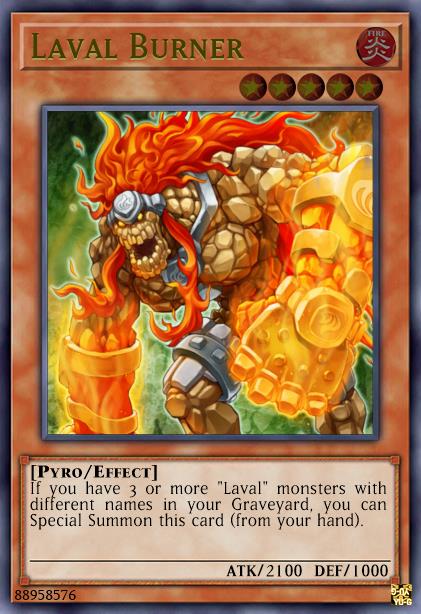 Laval Burner
FIRE
炎
[Pyro/Effect]
If you have 3 or more "Laval" monsters with
different names in your Graveyard, you can
Special Summon this card (from your hand).
ATK/2100 DEF/1000
88958576